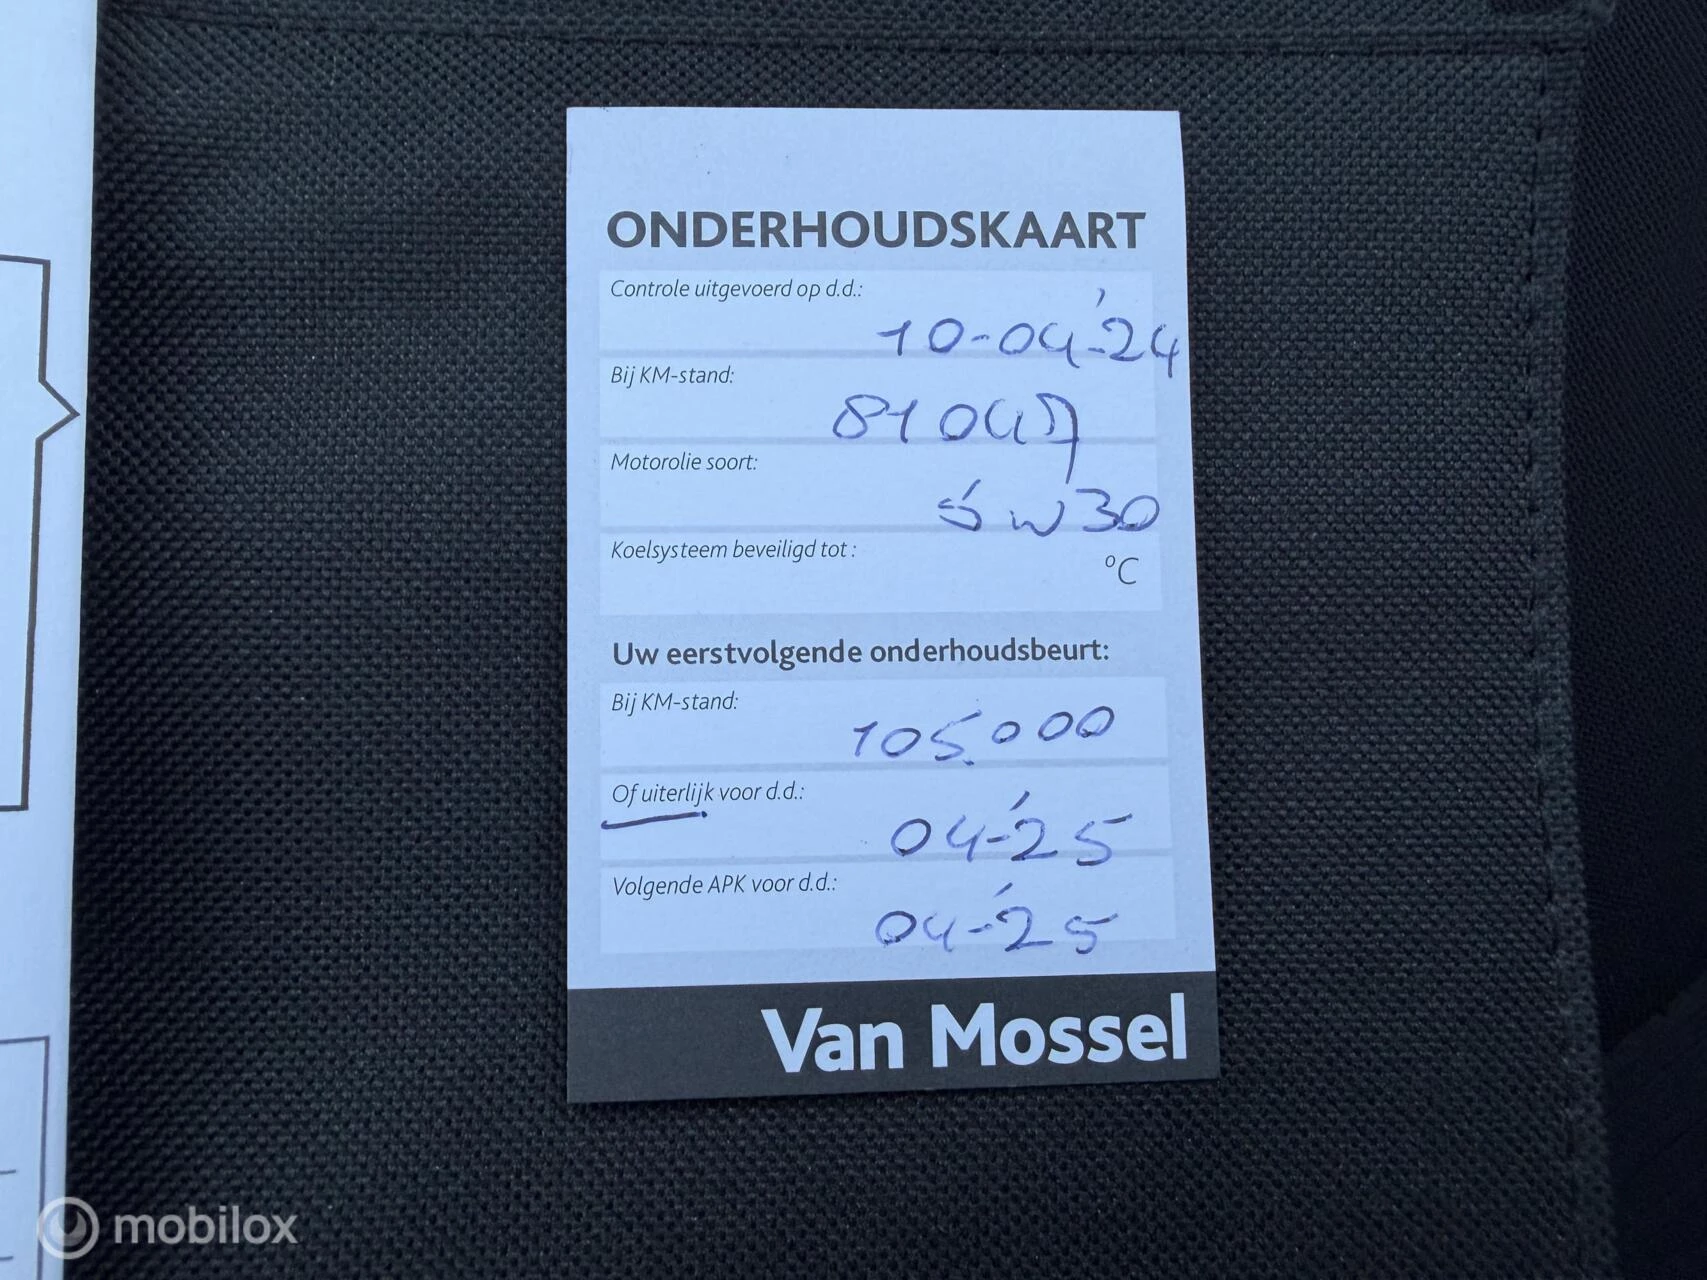 ONDERHOUDSKAART
Controle uitgevoerd op d.d.:
10-04-'24
Bij KM-stand:
Motorolie soort:
5W30
Koelsysteem beveiligd tot :
°C
Uw eerstvolgende onderhoudsbeurt:
Bij KM-stand:
105.000
Of uiterlijk voor d.d.:
04-'25
Volgende APK voor d.d.:
04-'25
Van Mossel
mobilox